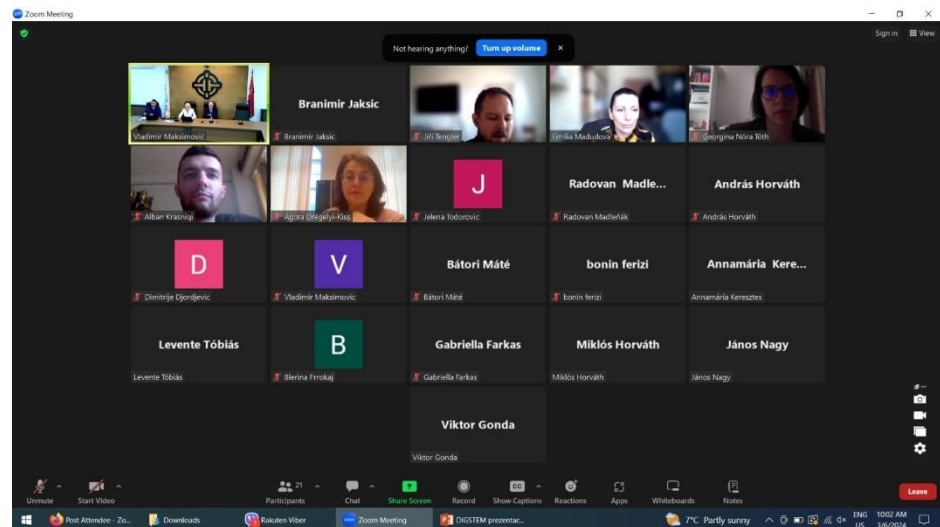 Zoom Meeting
Sign in View
Not hearing anything? Turn up volume
Vladimir Maksimović
Branimir Jaksic
Branimir Jaksic
Jiří Tengler
Emilia Madudova
Georgina Nóra Tóth
Alban Krasniqi
Ágota Drégelyi-Kiss
J
Jelena Todorovic
Radovan Madle...
Radovan Madleňák
András Horváth
András Horváth
D
Dimitrije Djordjevic
V
Vladimir Maksimovic
Bátori Máté
Bátori Máté
bonin ferizi
bonin ferizi
Annamária Kere...
Annamária Keresztes
Levente Tóbiás
Levente Tóbiás
B
Blerina Frrokaj
Gabriella Farkas
Gabriella Farkas
Miklós Horváth
Miklós Horváth
János Nagy
János Nagy
Viktor Gonda
Viktor Gonda
Unmute
Start Video
21
Participants
Chat
Share Screen
Record
CC
Show Captions
Reactions
Apps
Whiteboards
Notes
Leave
Post Attendee - Zo...
Downloads
Rakuten Viber
Zoom Meeting
DIGSTEM prezentac...
7°C Partly sunny
ENG
US
10:02 AM
3/6/2024